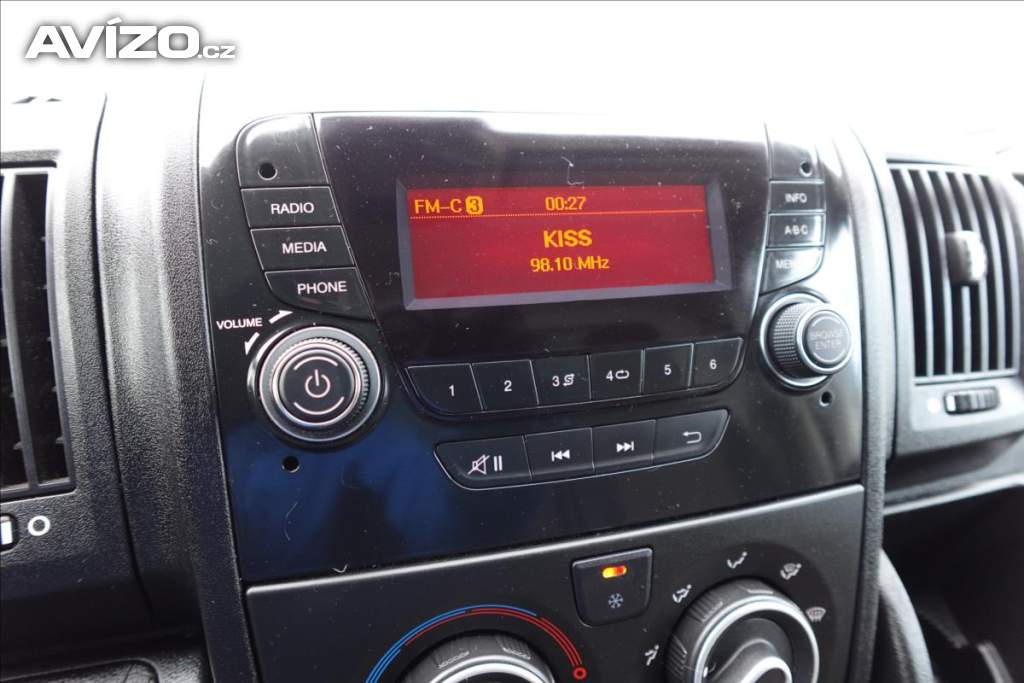 AVÍZO.cz
RADIO
MEDIA
PHONE
VOLUME
FM-C 3 00:27
KISS
98.10 MHz
INFO
A·B·C
MENU
BROWSE
ENTER
1 2 3 4 5 6